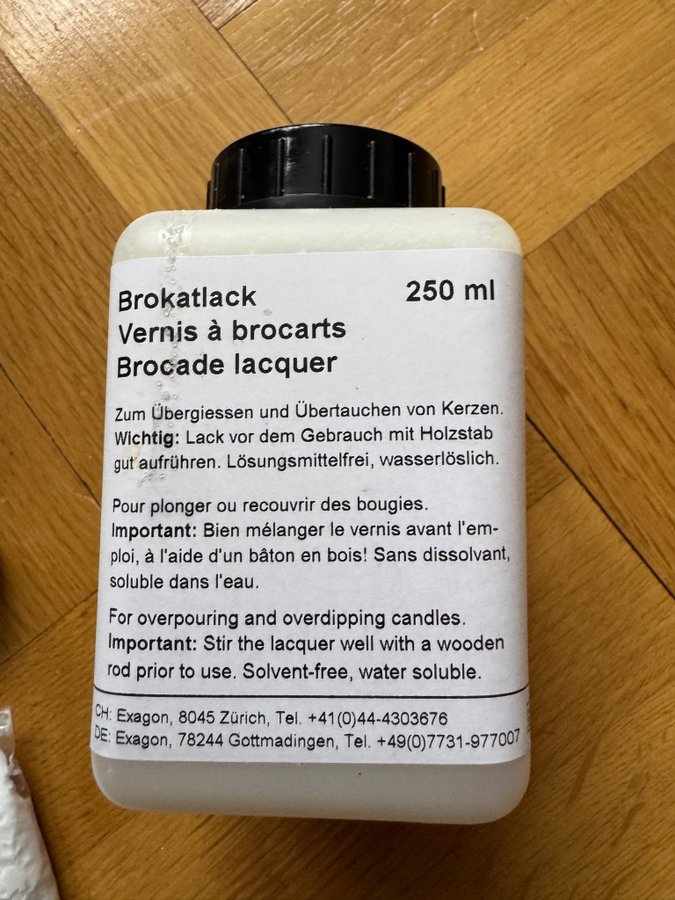 Brokatlack 250 ml
Vernis à brocarts
Brocade lacquer
Zum Übergiessen und Übertauchen von Kerzen.
Wichtig: Lack vor dem Gebrauch mit Holzstab
gut aufrühren. Lösungsmittelfrei, wasserlöslich.
Pour plonger ou recouvrir des bougies.
Important: Bien mélanger le vernis avant l'em-
ploi, à l'aide d'un bâton en bois! Sans dissolvant,
soluble dans l'eau.
For overpouring and overdipping candles.
Important: Stir the lacquer well with a wooden
rod prior to use. Solvent-free, water soluble.
CH: Exagon, 8045 Zürich, Tel. +41(0)44-4303676
DE: Exagon, 78244 Gottmadingen, Tel. +49(0)7731-977007